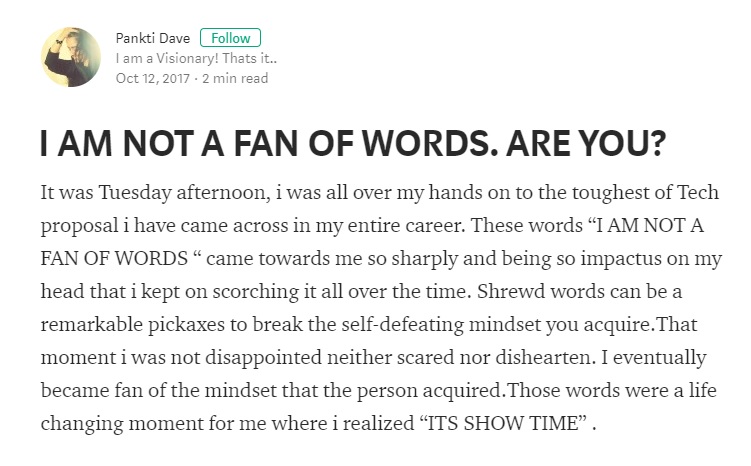 Pankti Dave Follow
I am a Visionary! Thats it..
Oct 12, 2017 · 2 min read
I AM NOT A FAN OF WORDS. ARE YOU?
It was Tuesday afternoon, i was all over my hands on to the toughest of Tech
proposal i have came across in my entire career. These words “I AM NOT A
FAN OF WORDS “ came towards me so sharply and being so impactus on my
head that i kept on scorching it all over the time. Shrewd words can be a
remarkable pickaxes to break the self-defeating mindset you acquire.That
moment i was not disappointed neither scared nor dishearten. I eventually
became fan of the mindset that the person acquired.Those words were a life
changing moment for me where i realized “ITS SHOW TIME” .